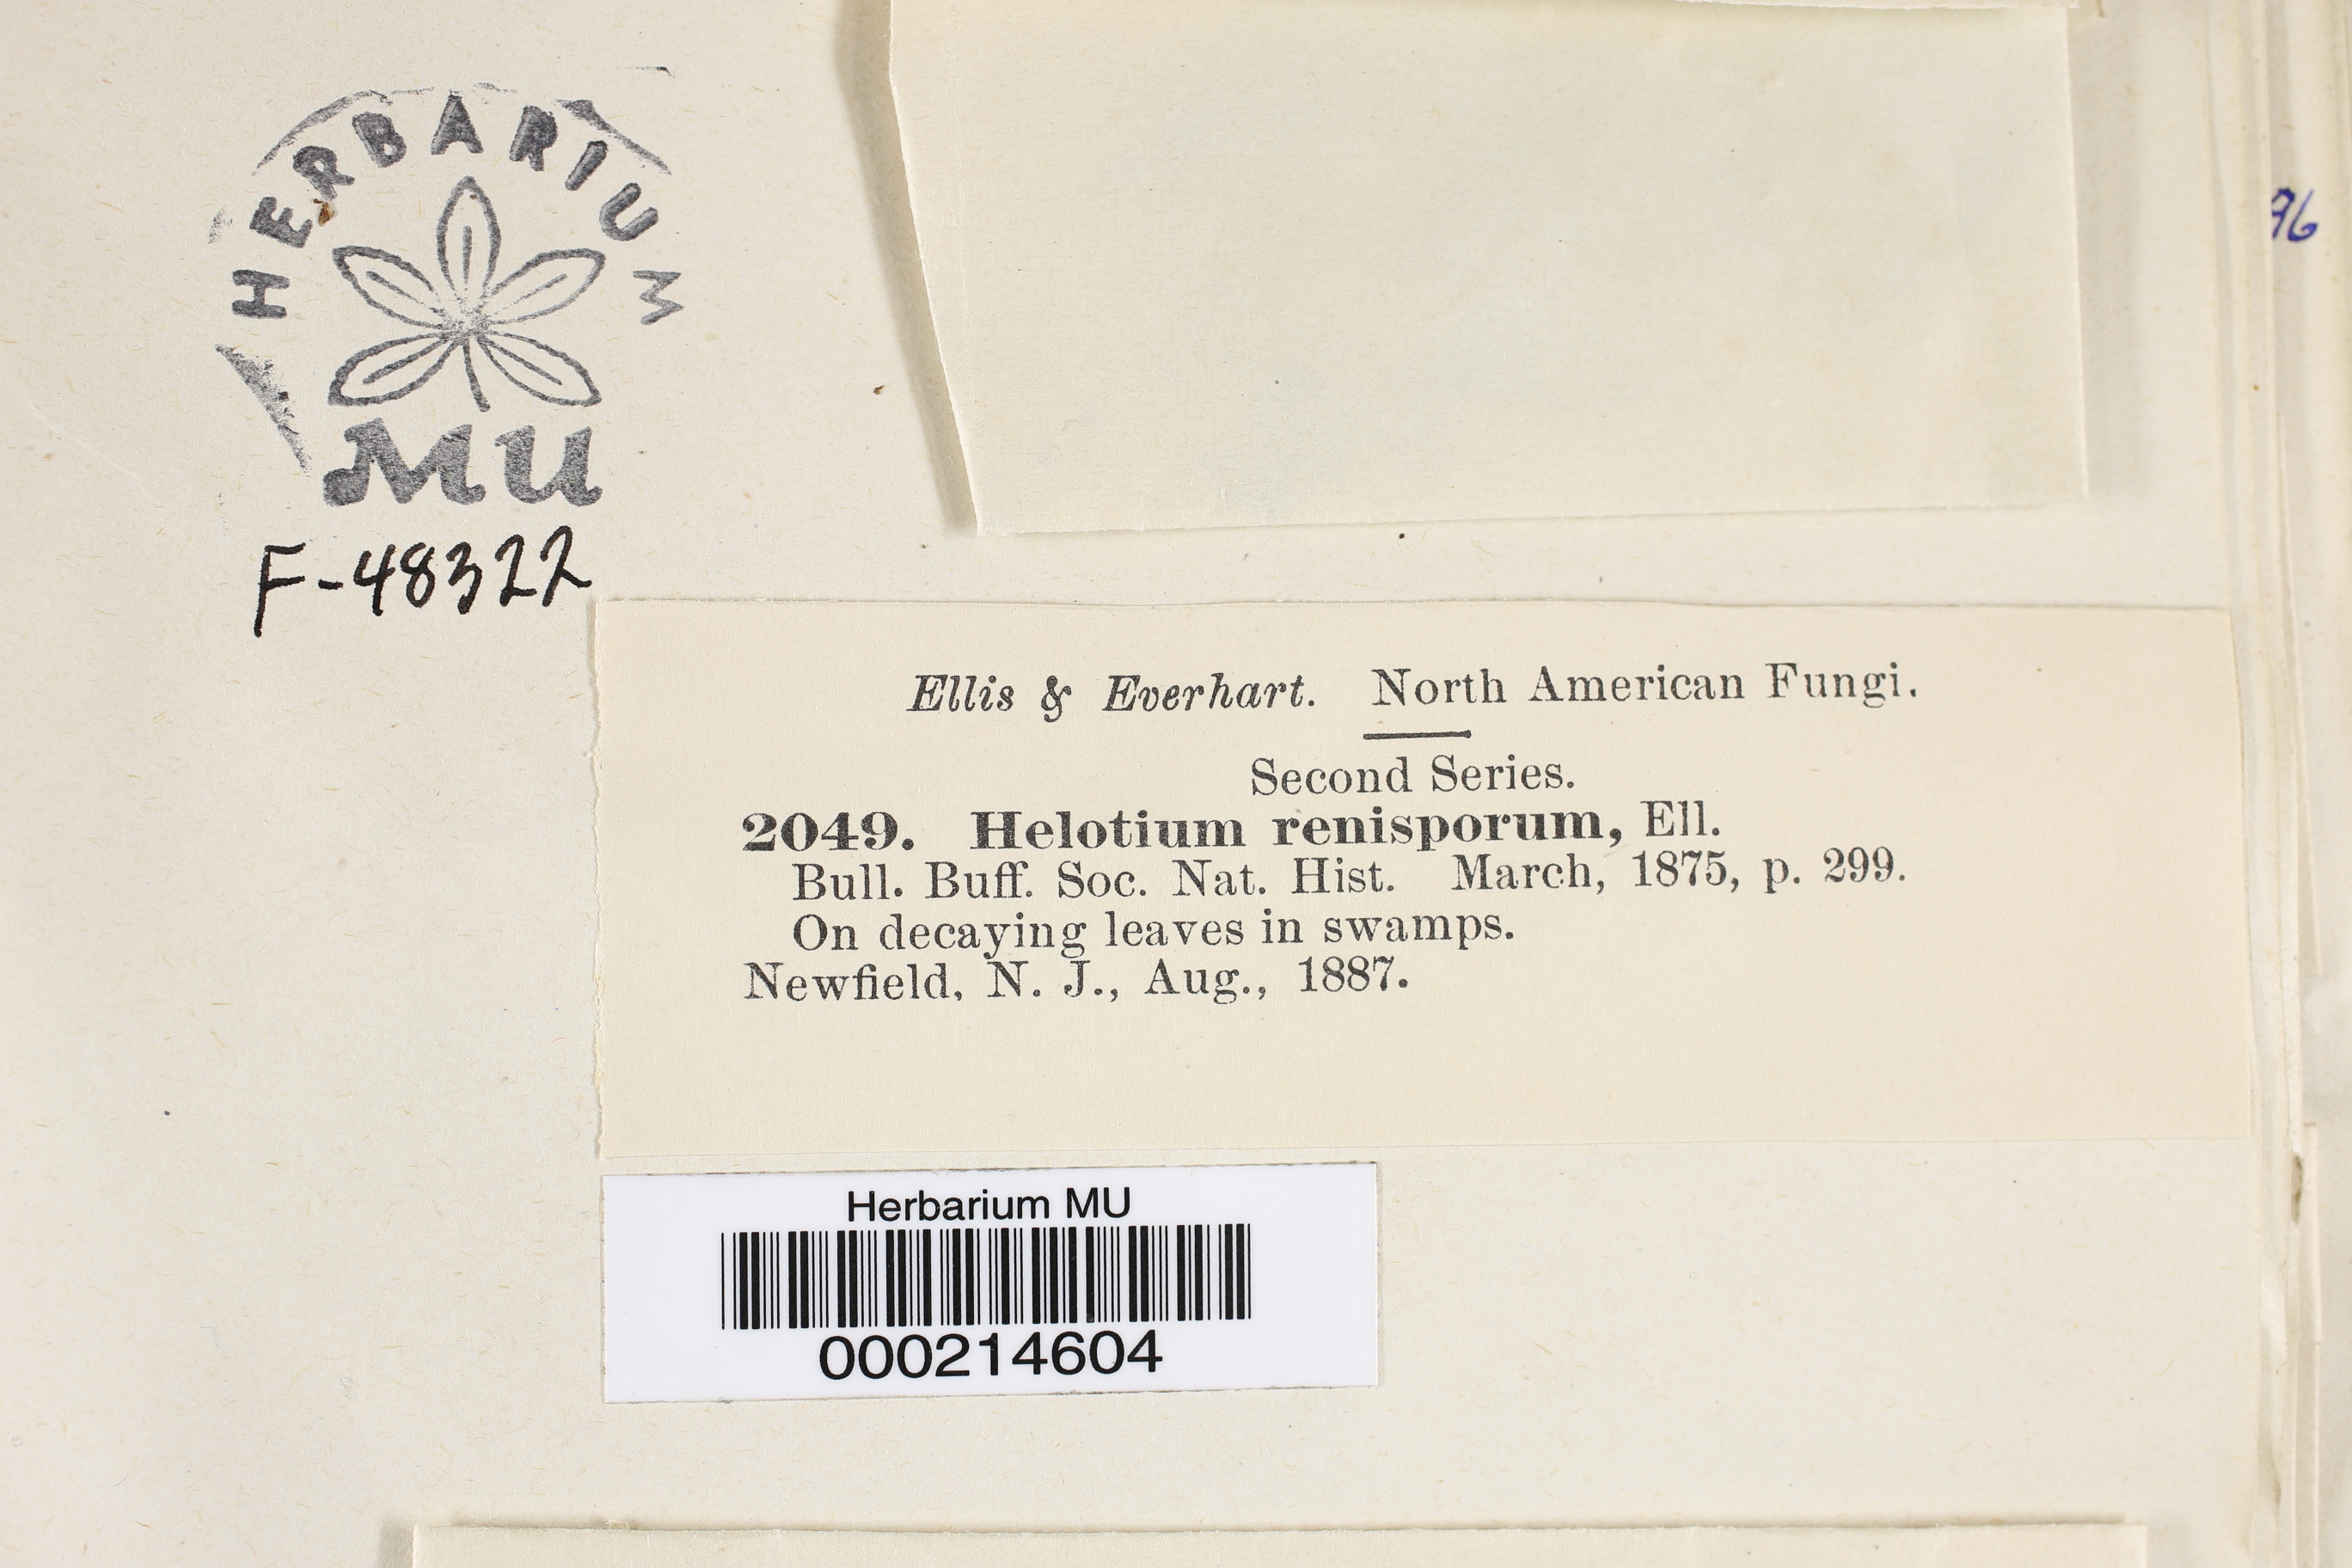 HERBARIUM
MU
F-48322
96
Ellis & Everhart. North American Fungi.
Second Series.
2049. Helotium renisporum, Ell.
Bull. Buff. Soc. Nat. Hist. March, 1875, p. 299.
On decaying leaves in swamps.
Newfield, N. J., Aug., 1887.
Herbarium MU
000214604